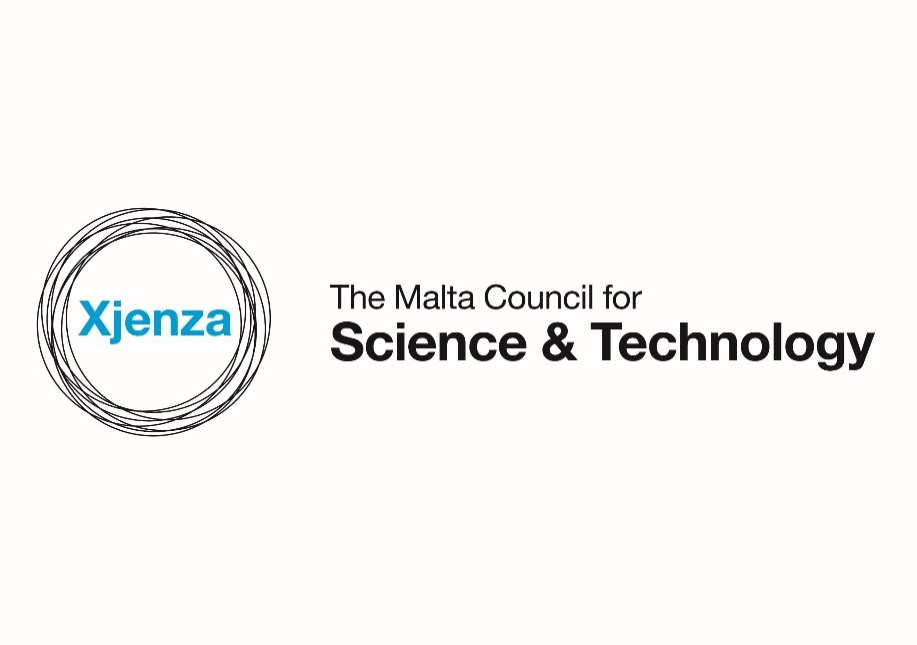 Xjenza
The Malta Council for
Science & Technology